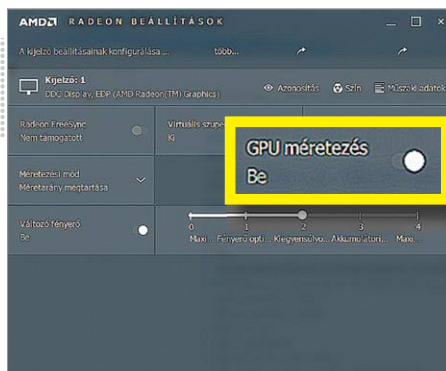 AMD RADEON BEÁLLÍTÁSOK
A kijelző beállításainak konfigurálása... több...
Kijelző: 1
DDG Display, EDP (AMD Radeon(TM) Graphics)
Azonosítás Szín Műszaki adatok
Radeon FreeSync
Nem támogatott
Virtuális szupe
Ki
GPU méretezés
Be
Méretezési mód
Méretarány megtartása
Változó fényerő
Be
0 1 2 3 4
Maxi... Fényerő opti... Kiegyensúlyo... Akkumulátori... Maxi...